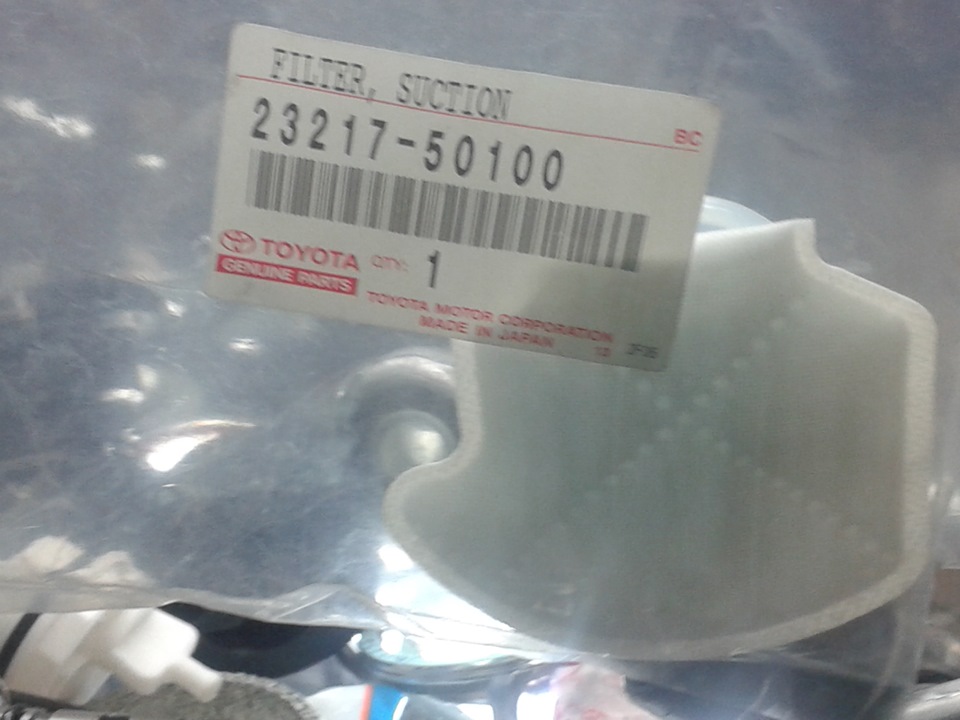 FILTER, SUCTION
BC
23217-50100
TOYOTA QTY: 1
GENUINE PARTS
TOYOTA MOTOR CORPORATION
MADE IN JAPAN